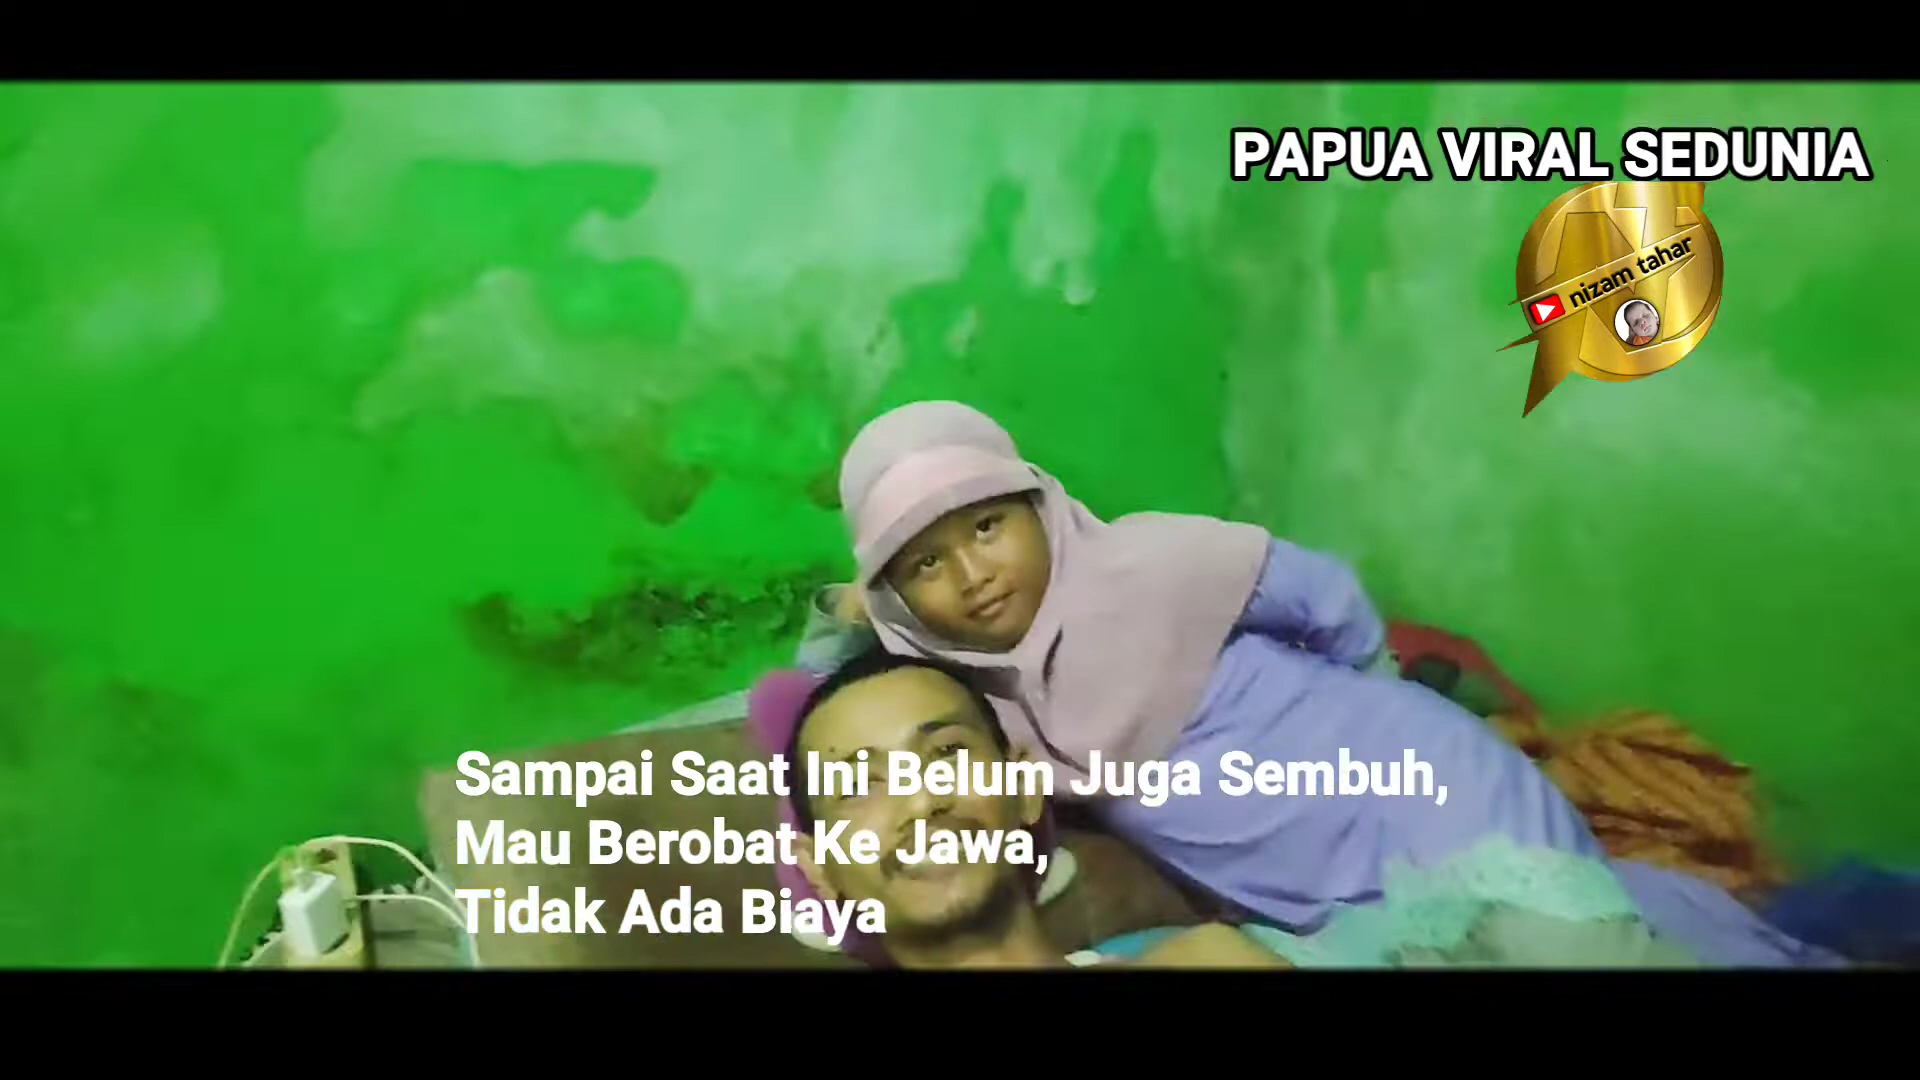 PAPUA VIRAL SEDUNIA
nizam tahar
Sampai Saat Ini Belum Juga Sembuh,
Mau Berobat Ke Jawa,
Tidak Ada Biaya